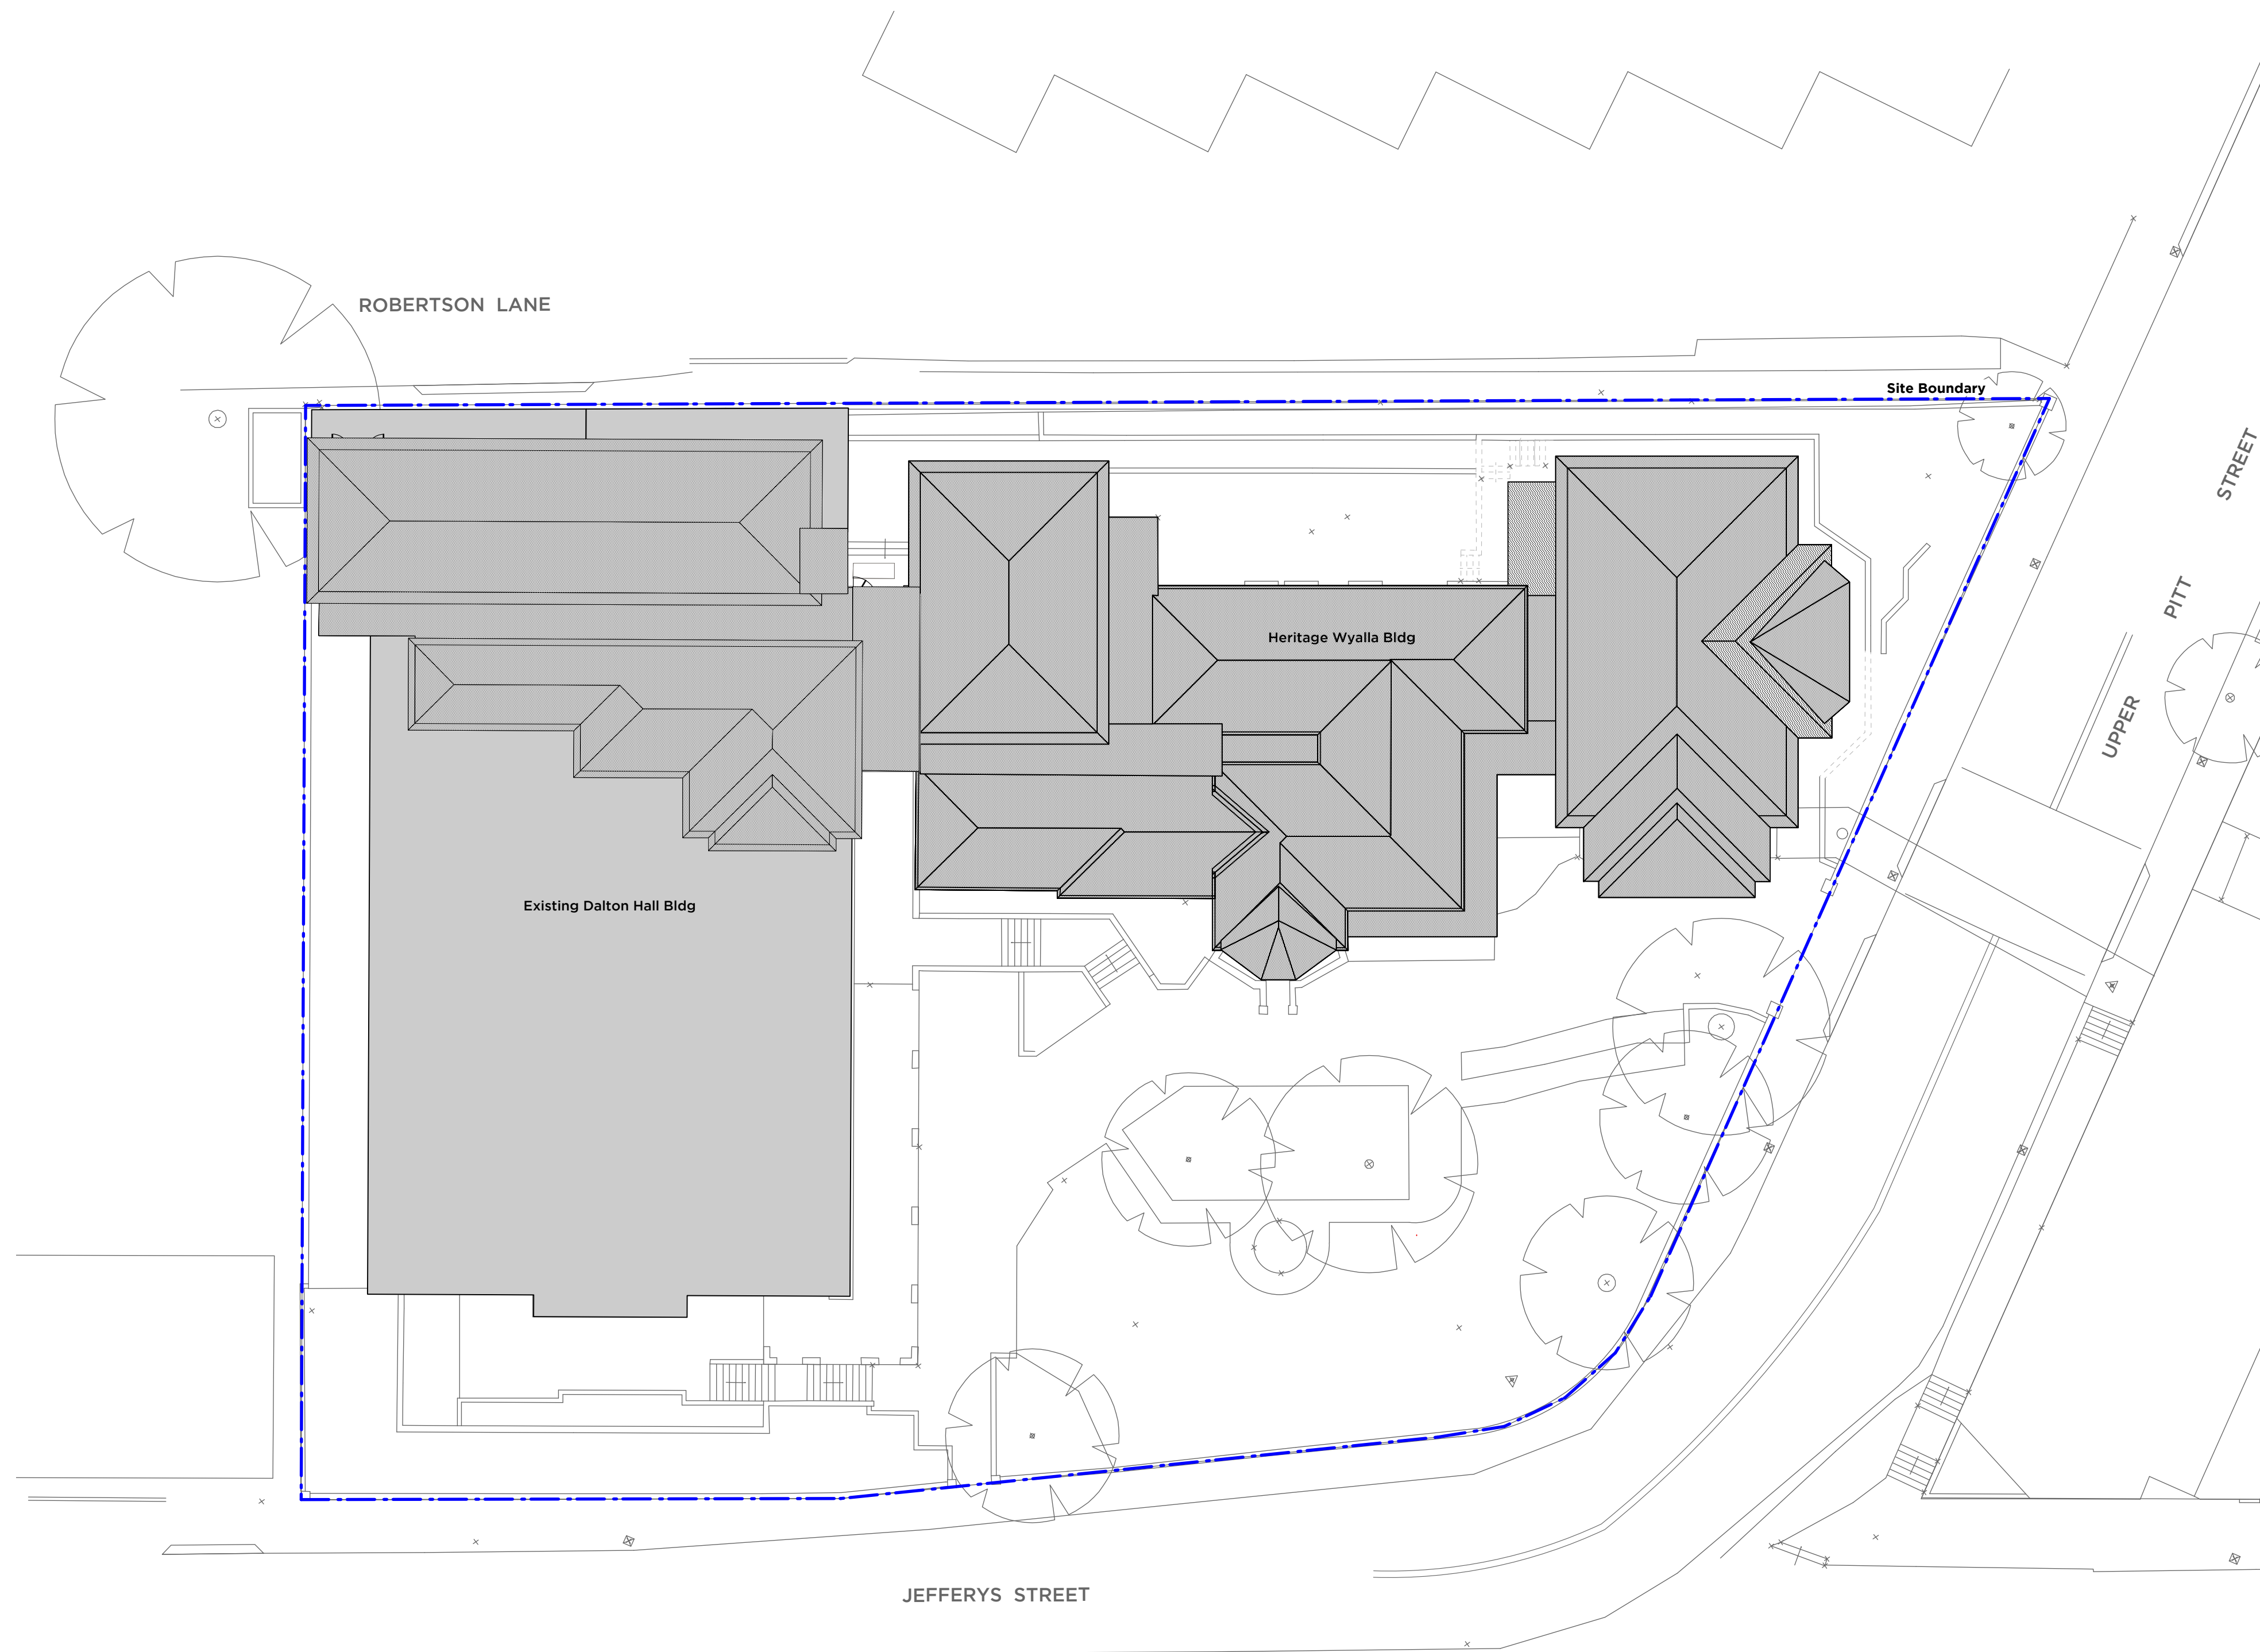 ROBERTSON LANE
Site Boundary
STREET
PITT
UPPER
Heritage Wyalla Bldg
Existing Dalton Hall Bldg
JEFFERYS STREET